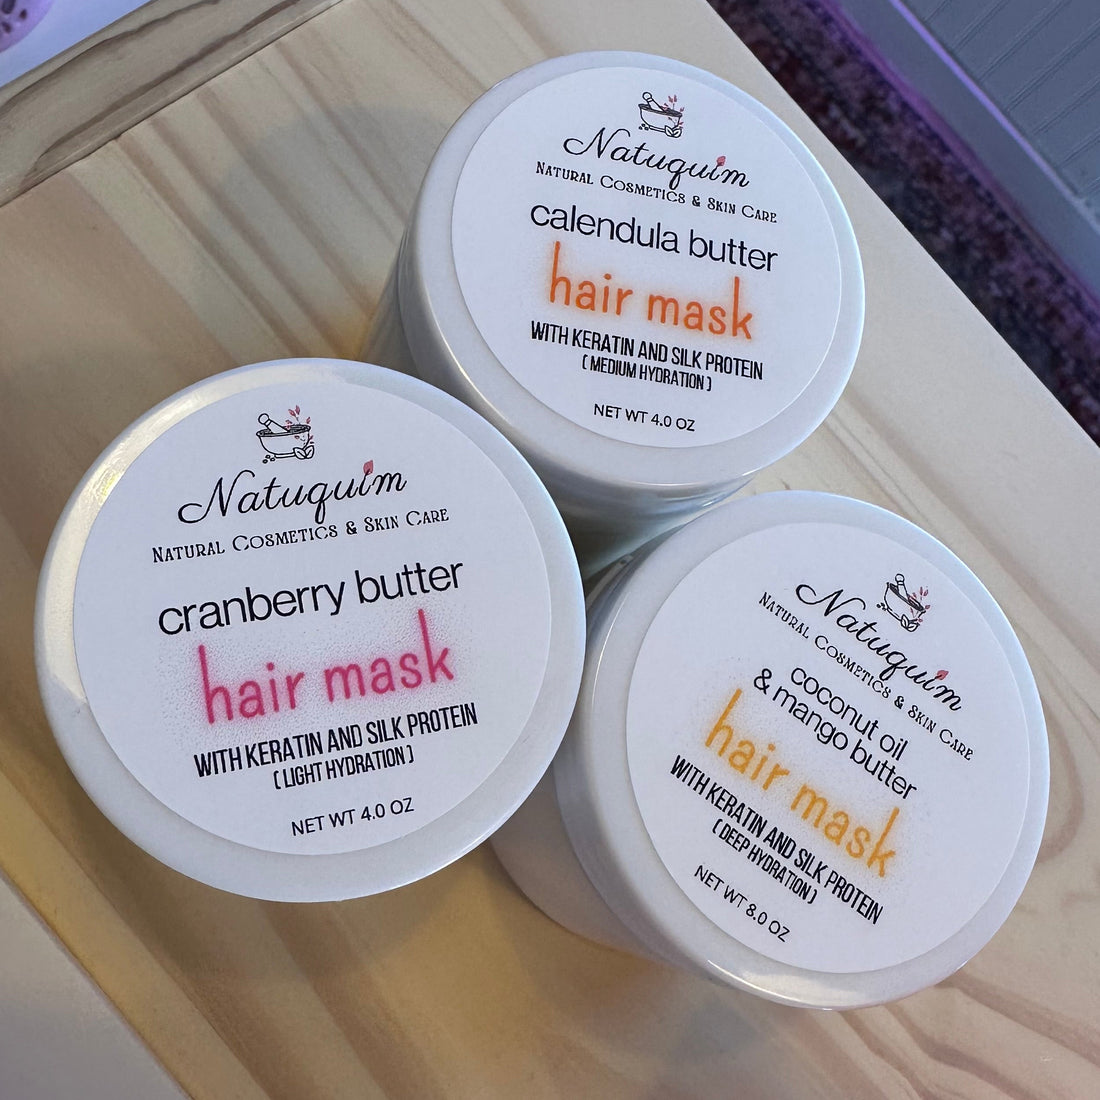 Natuquim
NATURAL COSMETICS & SKIN CARE
calendula butter
hair mask
WITH KERATIN AND SILK PROTEIN
( MEDIUM HYDRATION )
NET WT 4.0 OZ
Natuquim
NATURAL COSMETICS & SKIN CARE
cranberry butter
hair mask
WITH KERATIN AND SILK PROTEIN
( LIGHT HYDRATION )
NET WT 4.0 OZ
Natuquim
NATURAL COSMETICS & SKIN CARE
coconut oil
& mango butter
hair mask
WITH KERATIN AND SILK PROTEIN
( DEEP HYDRATION )
NET WT 8.0 OZ